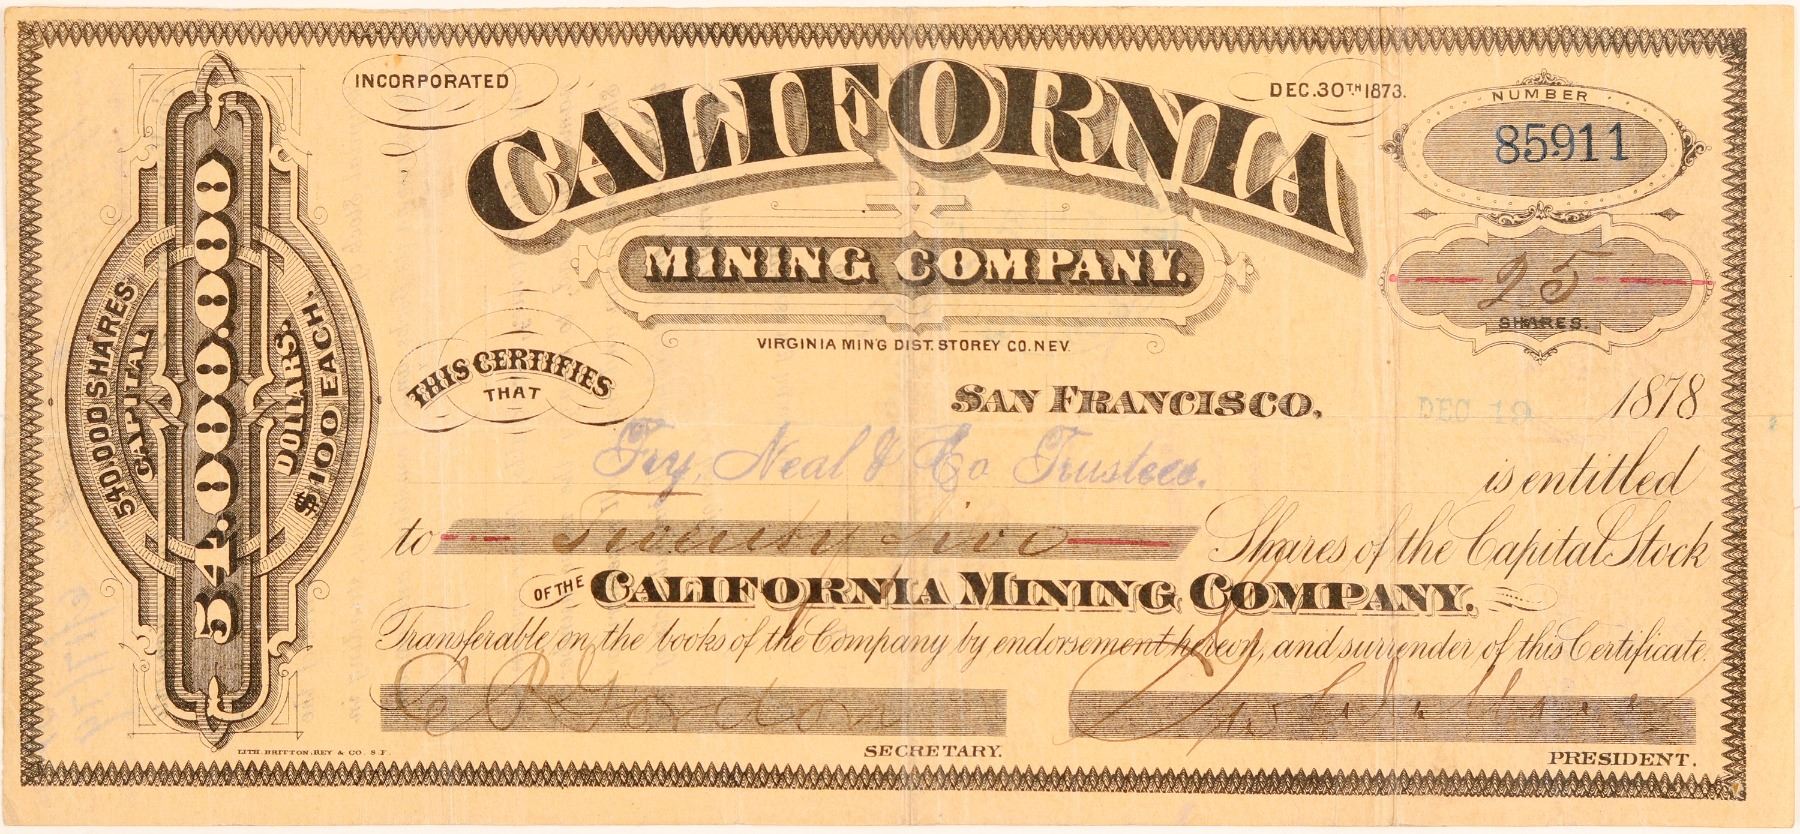 INCORPORATED
DEC. 30TH 1873.
CALIFORNIA
MINING COMPANY.
VIRGINIA MIN'G DIST. STOREY CO. NEV.
NUMBER
85911
25
SHARES.
540,000 SHARES
CAPITAL
54,000,000
DOLLARS
$100 EACH.
THIS CERTIFIES
THAT
SAN FRANCISCO, DEC 19 1878
Fry, Neal & Co Trustees. is entitled
to Twenty five Shares of the Capital Stock
OF THE CALIFORNIA MINING COMPANY.
Transferable on the books of the Company by endorsement hereon, and surrender of this Certificate.
C P Gordon
SECRETARY.
PRESIDENT.
LITH. BRITTON, REY & CO. S.F.